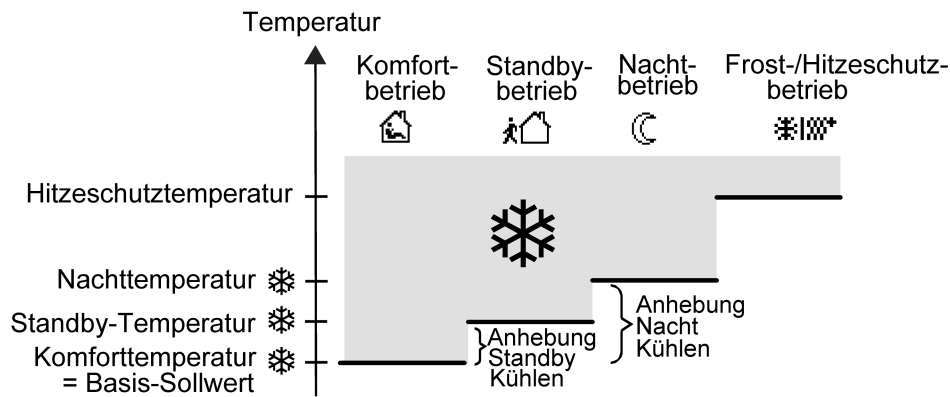 Temperatur
Komfort-
betrieb
Standby-
betrieb
Nacht-
betrieb
Frost-/Hitzeschutz-
betrieb
Hitzeschutztemperatur
Nachttemperatur
Standby-Temperatur
Komforttemperatur
= Basis-Sollwert
Anhebung
Standby
Kühlen
Anhebung
Nacht
Kühlen